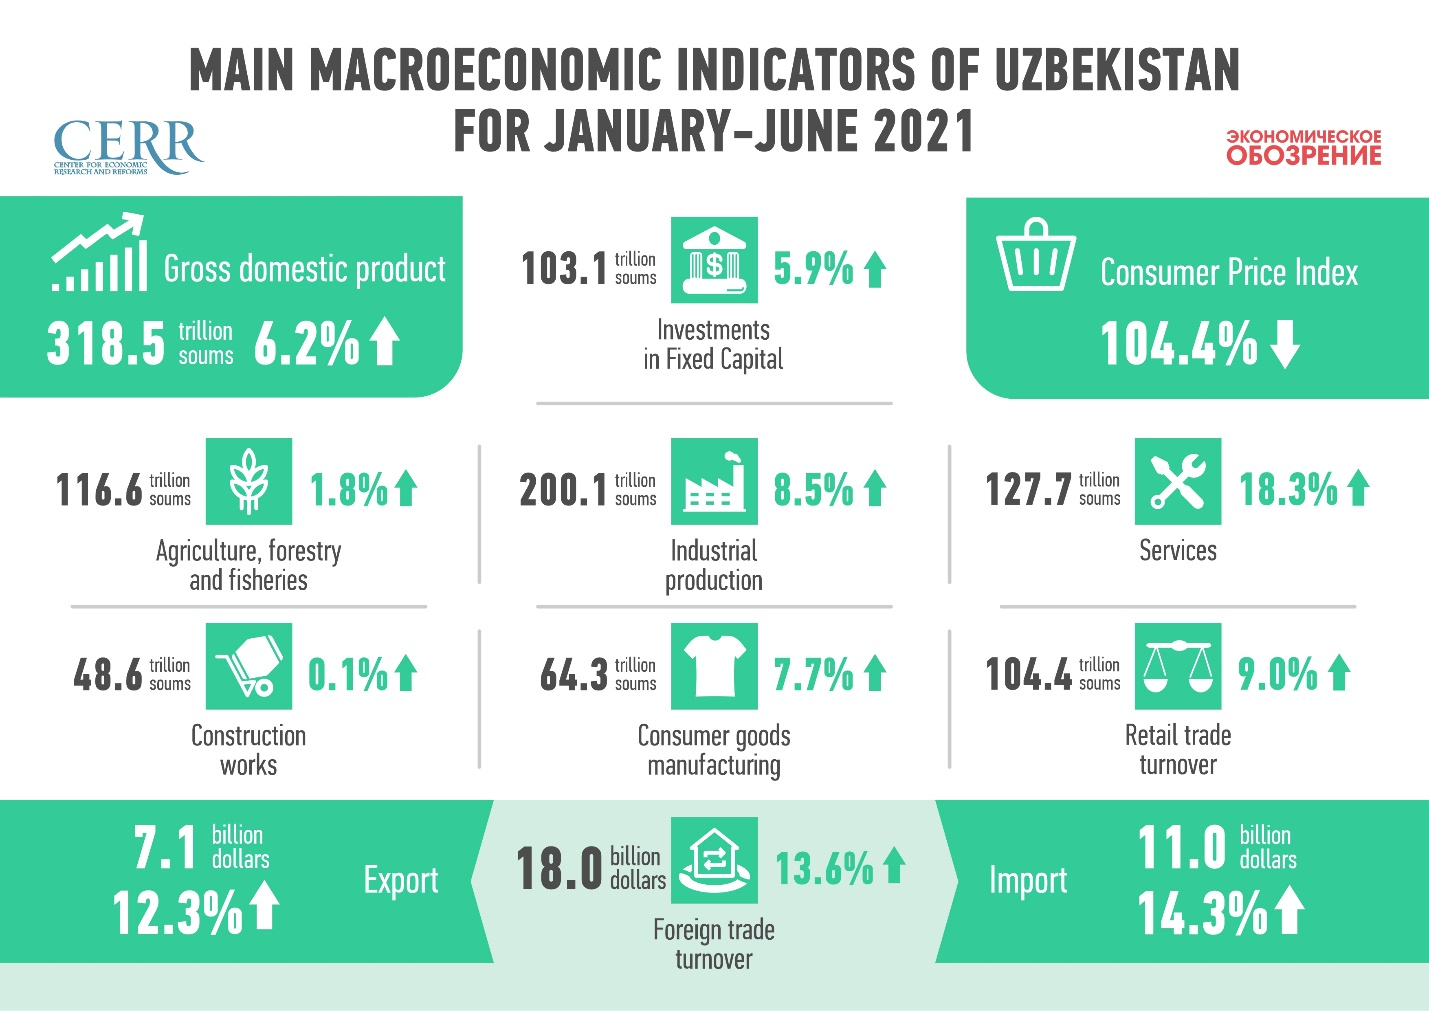 MAIN MACROECONOMIC INDICATORS OF UZBEKISTAN
FOR JANUARY-JUNE 2021
CERR
CENTER FOR ECONOMIC
RESEARCH AND REFORMS
ЭКОНОМИЧЕСКОЕ
ОБОЗРЕНИЕ
Gross domestic product
318.5 trillion soums 6.2%
103.1 trillion soums 5.9%
Investments
in Fixed Capital
Consumer Price Index
104.4%
116.6 trillion soums 1.8%
Agriculture, forestry
and fisheries
200.1 trillion soums 8.5%
Industrial
production
127.7 trillion soums 18.3%
Services
48.6 trillion soums 0.1%
Construction
works
64.3 trillion soums 7.7%
Consumer goods
manufacturing
104.4 trillion soums 9.0%
Retail trade
turnover
7.1 billion dollars
12.3%
Export
18.0 billion dollars 13.6%
Foreign trade
turnover
Import
11.0 billion dollars
14.3%